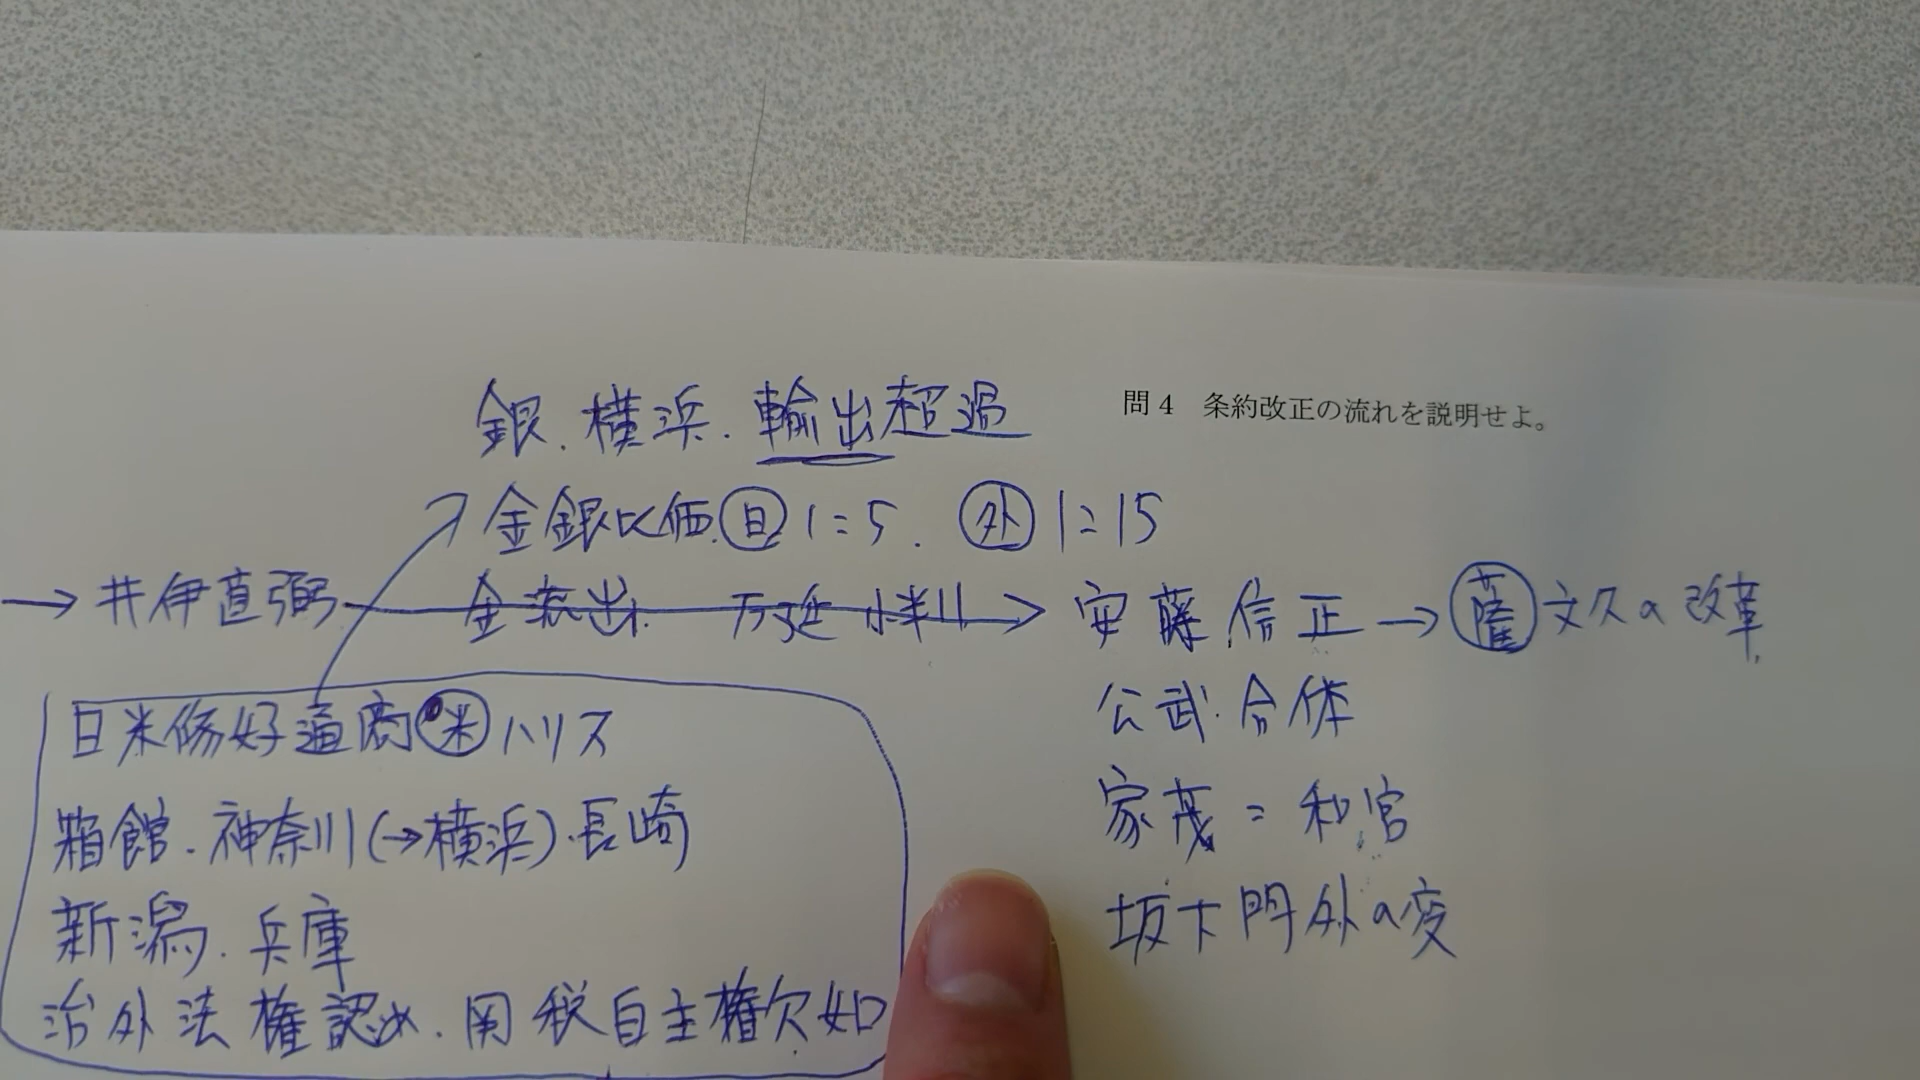 銀.横浜.輸出超過
問4 条約改正の流れを説明せよ。
金銀比価.日 1:5. 外 1:15
→井伊直弼 金流出. 万延小判 → 安藤信正→薩文久の改革
公武合体
家茂=和宮
坂下門外の変
日米修好通商 米 ハリス
箱館.神奈川(→横浜).長崎
新潟.兵庫
治外法権認め.関税自主権欠如